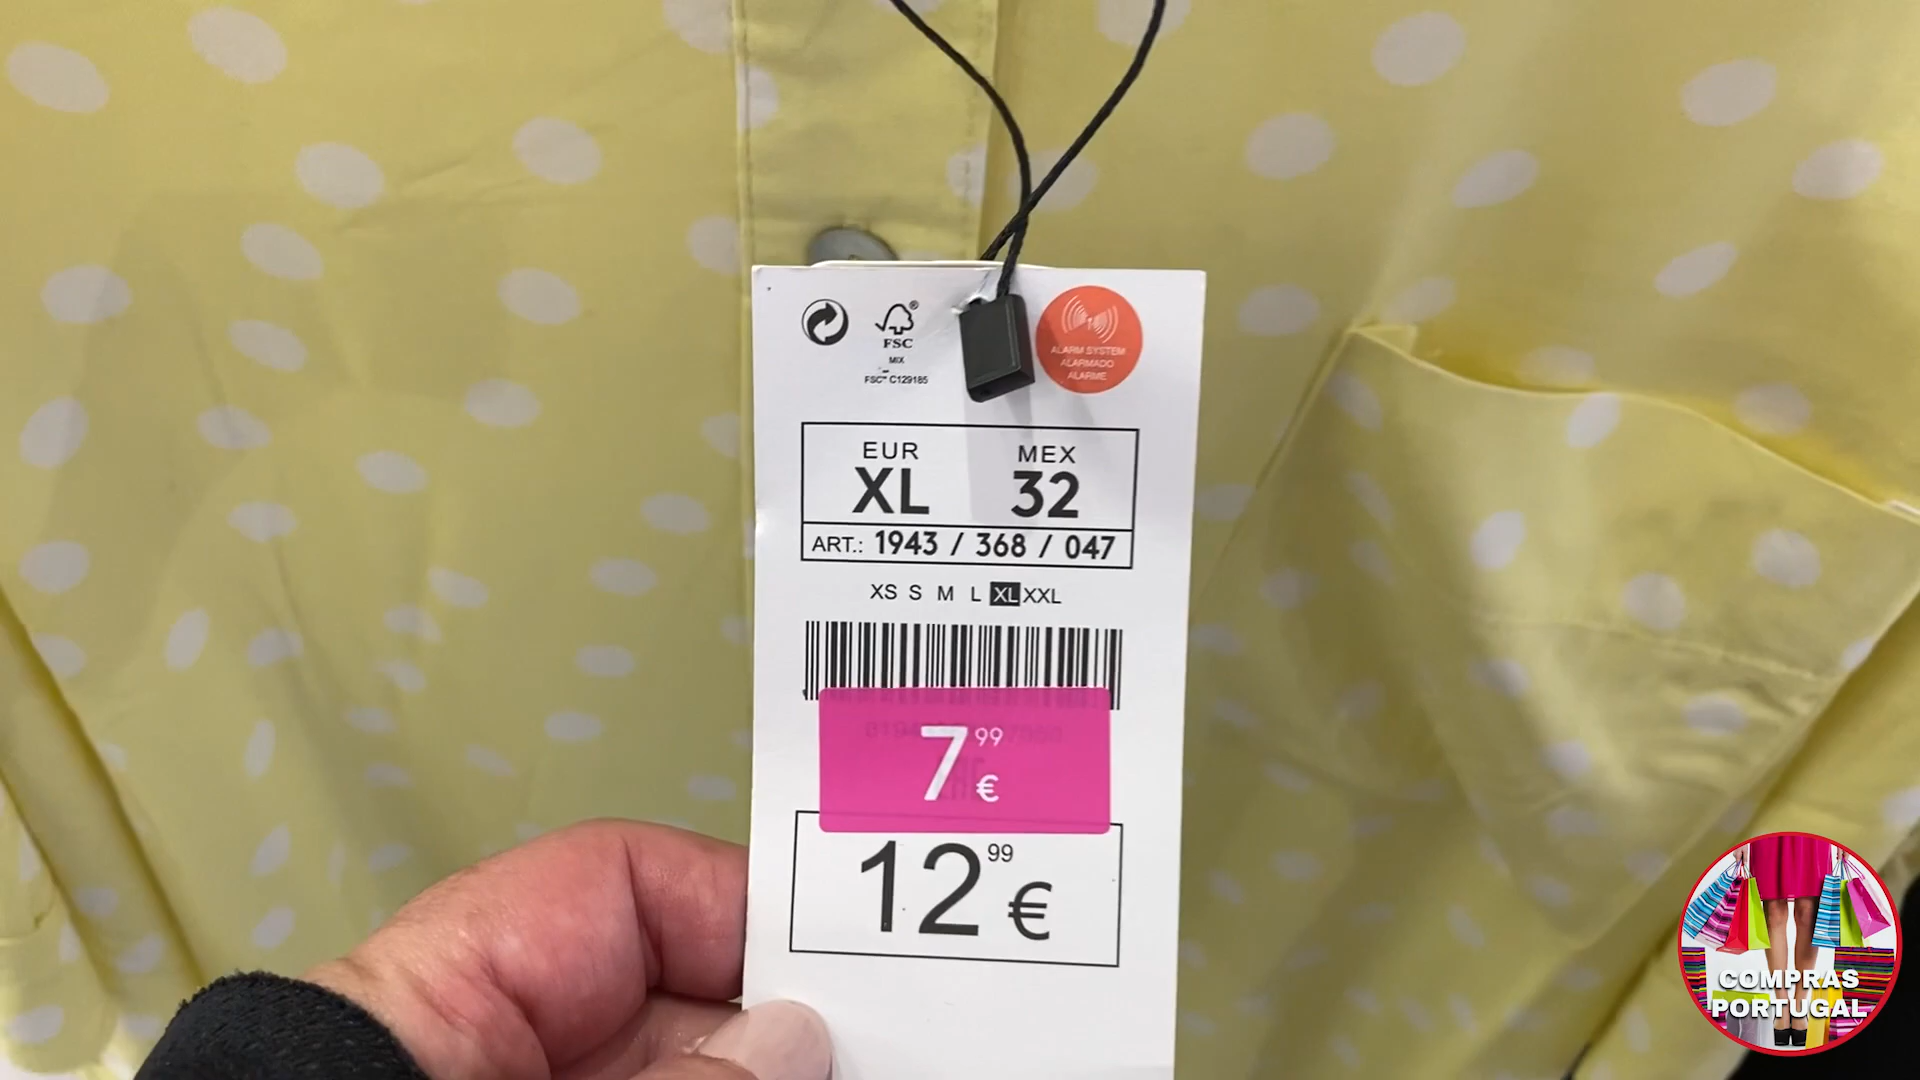 FSC®
MIX
FSC™ C129185
ALARM SYSTEM
ALARMADO
ALARME
EUR MEX
XL 32
ART.: 1943 / 368 / 047
XS S M L XL XXL
7 99 €
12 99 €
COMPRAS
PORTUGAL